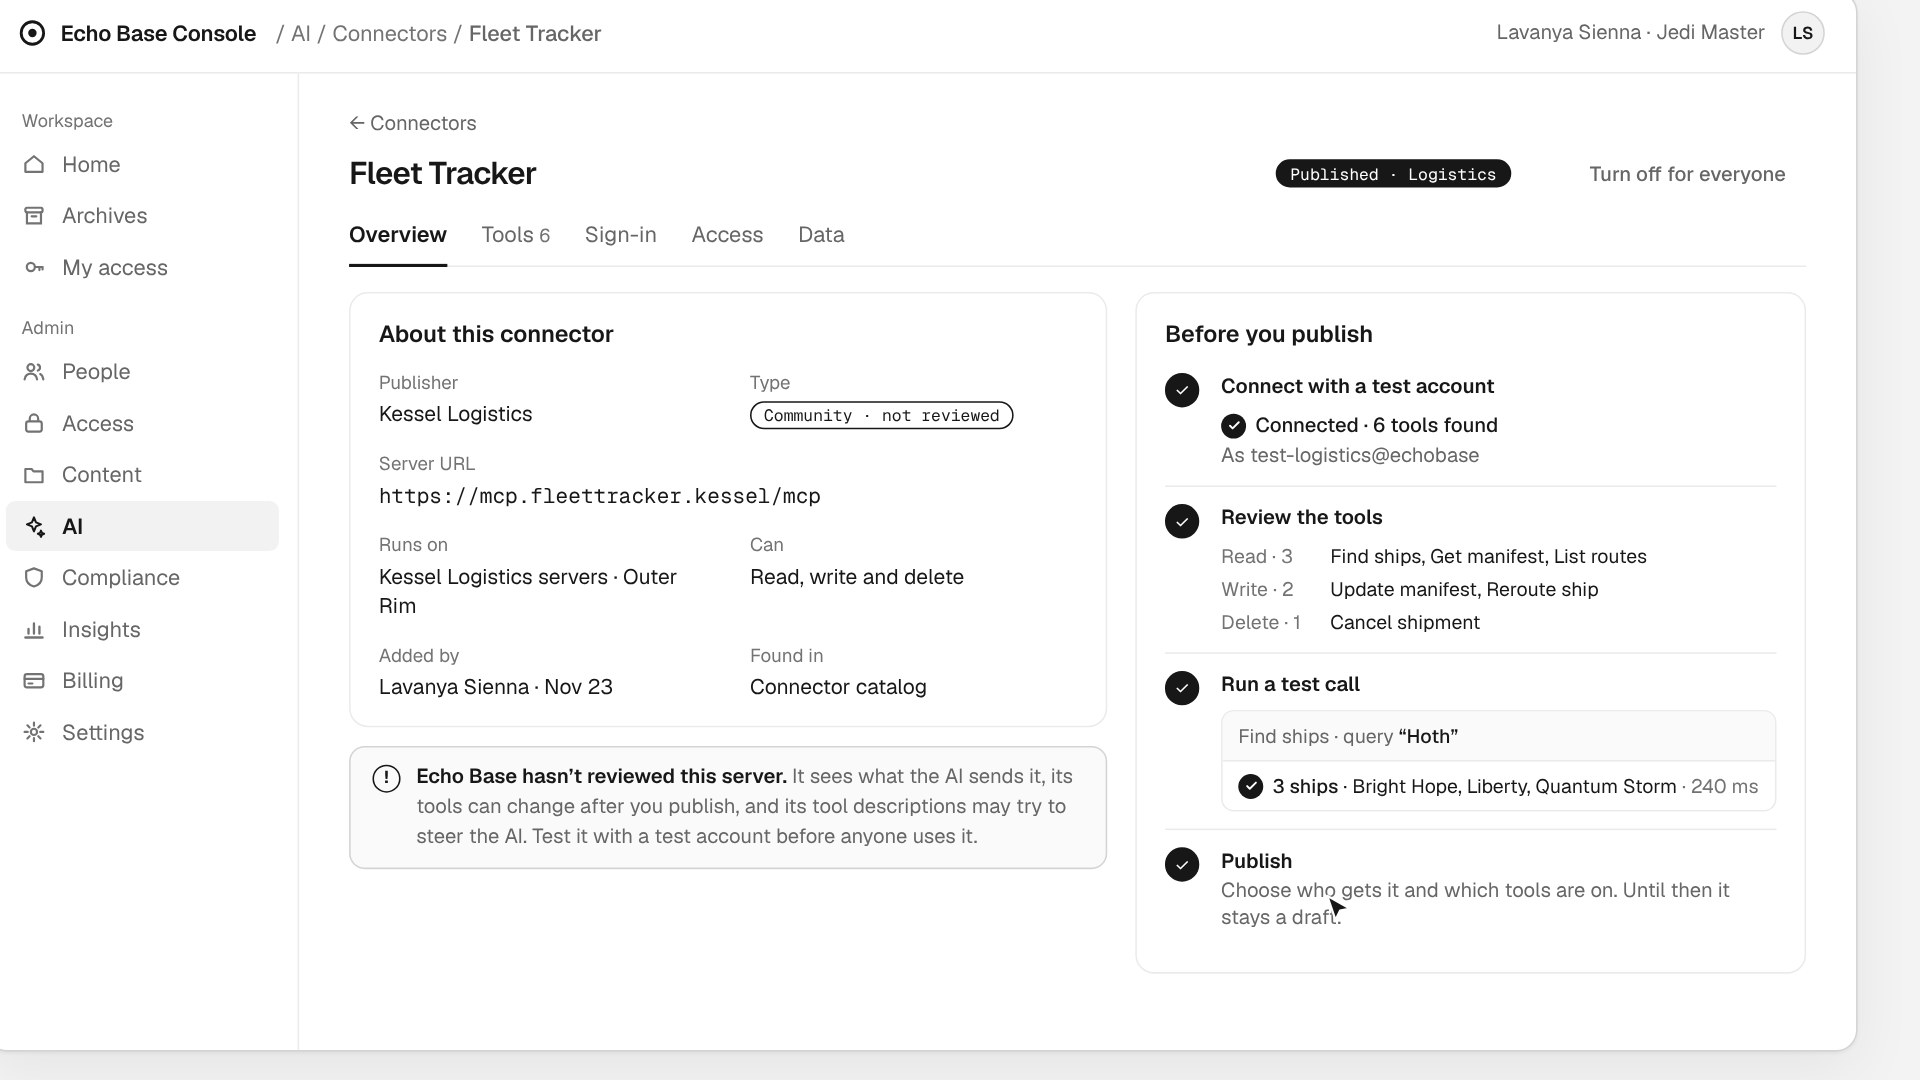 Echo Base Console / AI / Connectors / Fleet Tracker
Lavanya Sienna · Jedi Master LS
Workspace
Home
Archives
My access
Admin
People
Access
Content
AI
Compliance
Insights
Billing
Settings
← Connectors
Fleet Tracker
Published · Logistics
Turn off for everyone
Overview Tools 6 Sign-in Access Data
About this connector
Publisher
Kessel Logistics
Type
Community · not reviewed
Server URL
https://mcp.fleettracker.kessel/mcp
Runs on
Kessel Logistics servers · Outer
Rim
Can
Read, write and delete
Added by
Lavanya Sienna · Nov 23
Found in
Connector catalog
Echo Base hasn’t reviewed this server. It sees what the AI sends it, its
tools can change after you publish, and its tool descriptions may try to
steer the AI. Test it with a test account before anyone uses it.
Before you publish
Connect with a test account
Connected · 6 tools found
As test-logistics@echobase
Review the tools
Read · 3 Find ships, Get manifest, List routes
Write · 2 Update manifest, Reroute ship
Delete · 1 Cancel shipment
Run a test call
Find ships · query “Hoth”
3 ships · Bright Hope, Liberty, Quantum Storm · 240 ms
Publish
Choose who gets it and which tools are on. Until then it
stays a draft.